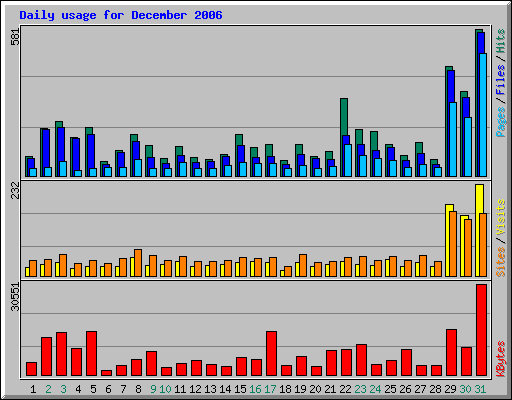 Daily usage for December 2006
581
Pages / Files / Hits
232
Sites / Visits
30551
KBytes
1 2 3 4 5 6 7 8 9 10 11 12 13 14 15 16 17 18 19 20 21 22 23 24 25 26 27 28 29 30 31